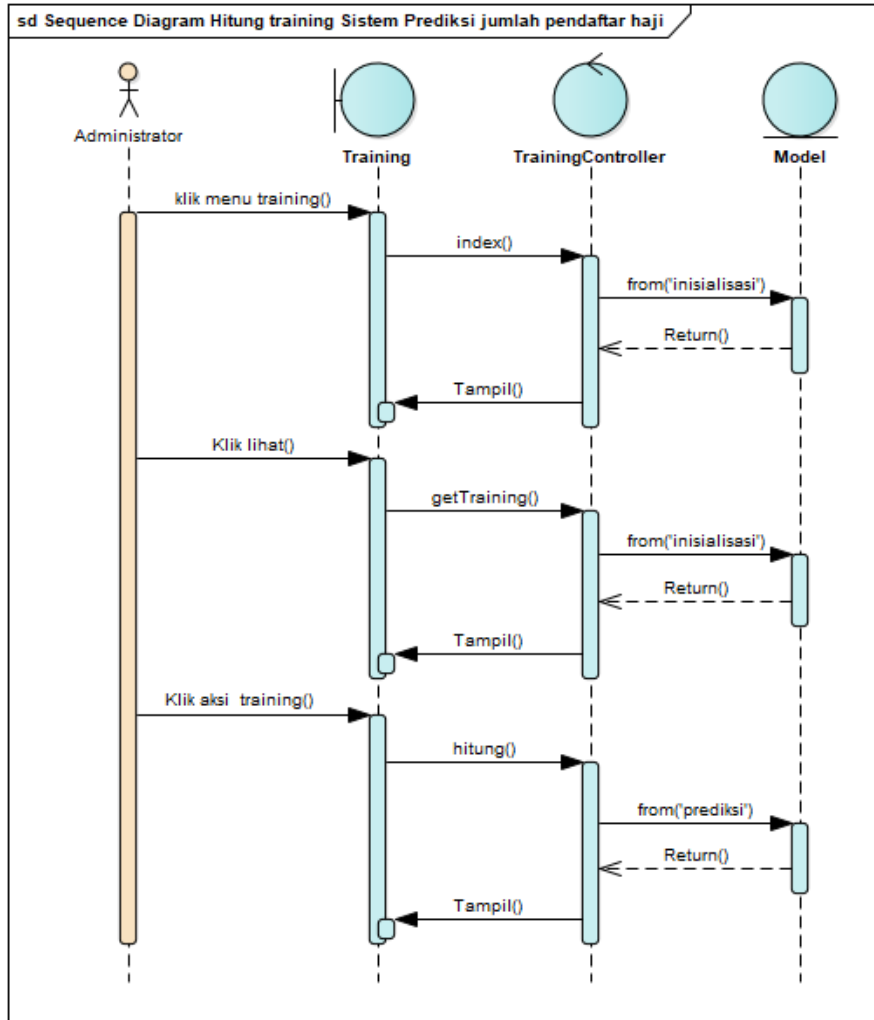 sd Sequence Diagram Hitung training Sistem Prediksi jumlah pendaftar haji
Administrator
Training
TrainingController
Model
klik menu training()
index()
from('inisialisasi')
Return()
Tampil()
Klik lihat()
getTraining()
from('inisialisasi')
Return()
Tampil()
Klik aksi  training()
hitung()
from('prediksi')
Return()
Tampil()